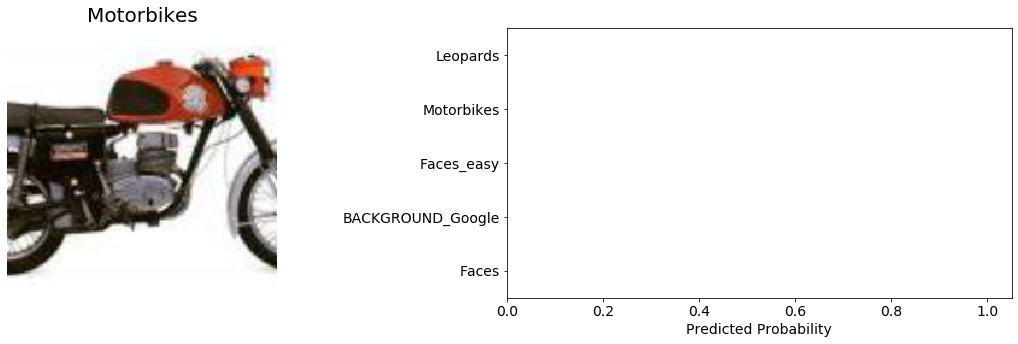 Motorbikes
Leopards
Motorbikes
Faces_easy
BACKGROUND_Google
Faces
0.0 0.2 0.4 0.6 0.8 1.0
Predicted Probability